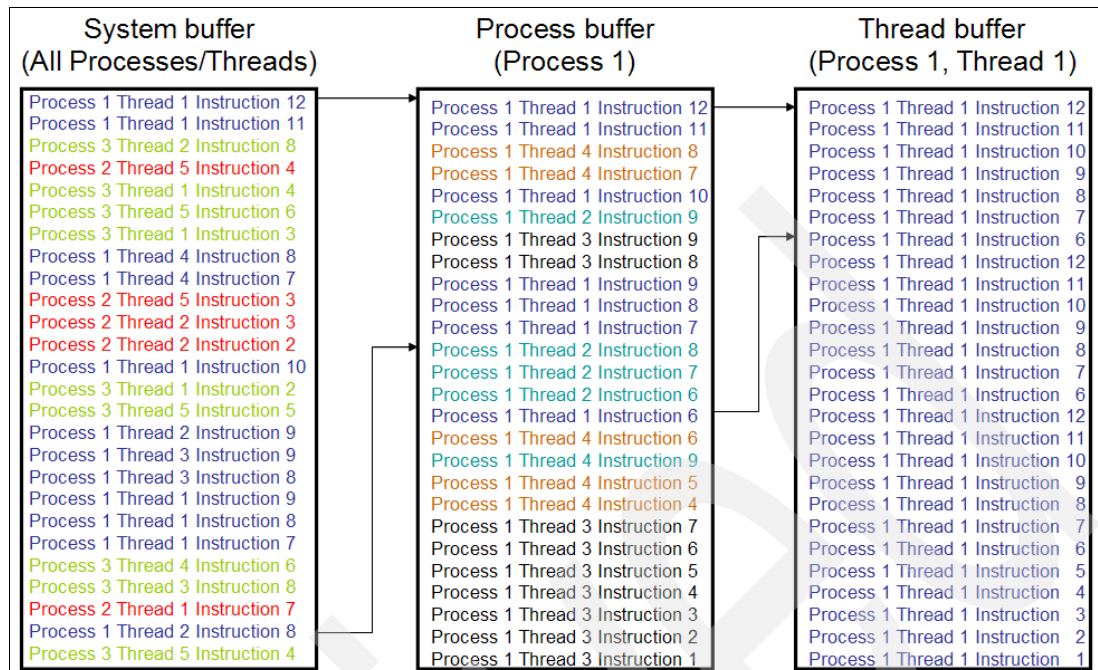 System buffer
(All Processes/Threads)
Process 1 Thread 1 Instruction 12
Process 1 Thread 1 Instruction 11
Process 3 Thread 2 Instruction 8
Process 2 Thread 5 Instruction 4
Process 3 Thread 1 Instruction 4
Process 3 Thread 5 Instruction 6
Process 3 Thread 1 Instruction 3
Process 1 Thread 4 Instruction 8
Process 1 Thread 4 Instruction 7
Process 2 Thread 5 Instruction 3
Process 2 Thread 2 Instruction 3
Process 2 Thread 2 Instruction 2
Process 1 Thread 1 Instruction 10
Process 3 Thread 1 Instruction 2
Process 3 Thread 5 Instruction 5
Process 1 Thread 2 Instruction 9
Process 1 Thread 3 Instruction 9
Process 1 Thread 3 Instruction 8
Process 1 Thread 1 Instruction 9
Process 1 Thread 1 Instruction 8
Process 1 Thread 1 Instruction 7
Process 3 Thread 4 Instruction 6
Process 3 Thread 3 Instruction 8
Process 2 Thread 1 Instruction 7
Process 1 Thread 2 Instruction 8
Process 3 Thread 5 Instruction 4
Process buffer
(Process 1)
Process 1 Thread 1 Instruction 12
Process 1 Thread 1 Instruction 11
Process 1 Thread 4 Instruction 8
Process 1 Thread 4 Instruction 7
Process 1 Thread 1 Instruction 10
Process 1 Thread 2 Instruction 9
Process 1 Thread 3 Instruction 9
Process 1 Thread 3 Instruction 8
Process 1 Thread 1 Instruction 9
Process 1 Thread 1 Instruction 8
Process 1 Thread 1 Instruction 7
Process 1 Thread 2 Instruction 8
Process 1 Thread 2 Instruction 7
Process 1 Thread 2 Instruction 6
Process 1 Thread 1 Instruction 6
Process 1 Thread 4 Instruction 6
Process 1 Thread 4 Instruction 9
Process 1 Thread 4 Instruction 5
Process 1 Thread 4 Instruction 4
Process 1 Thread 3 Instruction 7
Process 1 Thread 3 Instruction 6
Process 1 Thread 3 Instruction 5
Process 1 Thread 3 Instruction 4
Process 1 Thread 3 Instruction 3
Process 1 Thread 3 Instruction 2
Process 1 Thread 3 Instruction 1
Thread buffer
(Process 1, Thread 1)
Process 1 Thread 1 Instruction 12
Process 1 Thread 1 Instruction 11
Process 1 Thread 1 Instruction 10
Process 1 Thread 1 Instruction 9
Process 1 Thread 1 Instruction 8
Process 1 Thread 1 Instruction 7
Process 1 Thread 1 Instruction 6
Process 1 Thread 1 Instruction 12
Process 1 Thread 1 Instruction 11
Process 1 Thread 1 Instruction 10
Process 1 Thread 1 Instruction 9
Process 1 Thread 1 Instruction 8
Process 1 Thread 1 Instruction 7
Process 1 Thread 1 Instruction 6
Process 1 Thread 1 Instruction 12
Process 1 Thread 1 Instruction 11
Process 1 Thread 1 Instruction 10
Process 1 Thread 1 Instruction 9
Process 1 Thread 1 Instruction 8
Process 1 Thread 1 Instruction 7
Process 1 Thread 1 Instruction 6
Process 1 Thread 1 Instruction 5
Process 1 Thread 1 Instruction 4
Process 1 Thread 1 Instruction 3
Process 1 Thread 1 Instruction 2
Process 1 Thread 1 Instruction 1